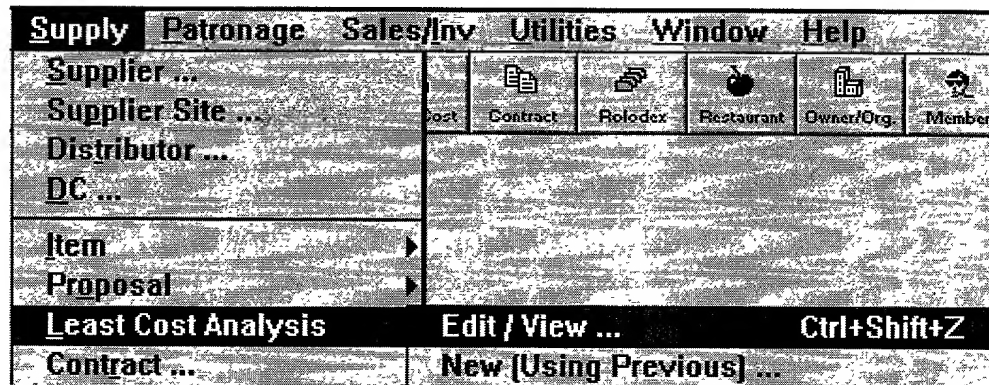 Supply Patronage Sales/Inv Utilities Window Help
Supplier ...
Supplier Site ...
Distributor ...
DC ...
Cost Contract Rolodex Restaurant Owner/Org. Member
Item
Proposal
Least Cost Analysis Edit / View ... Ctrl+Shift+Z
Contract ... New (Using Previous) ...